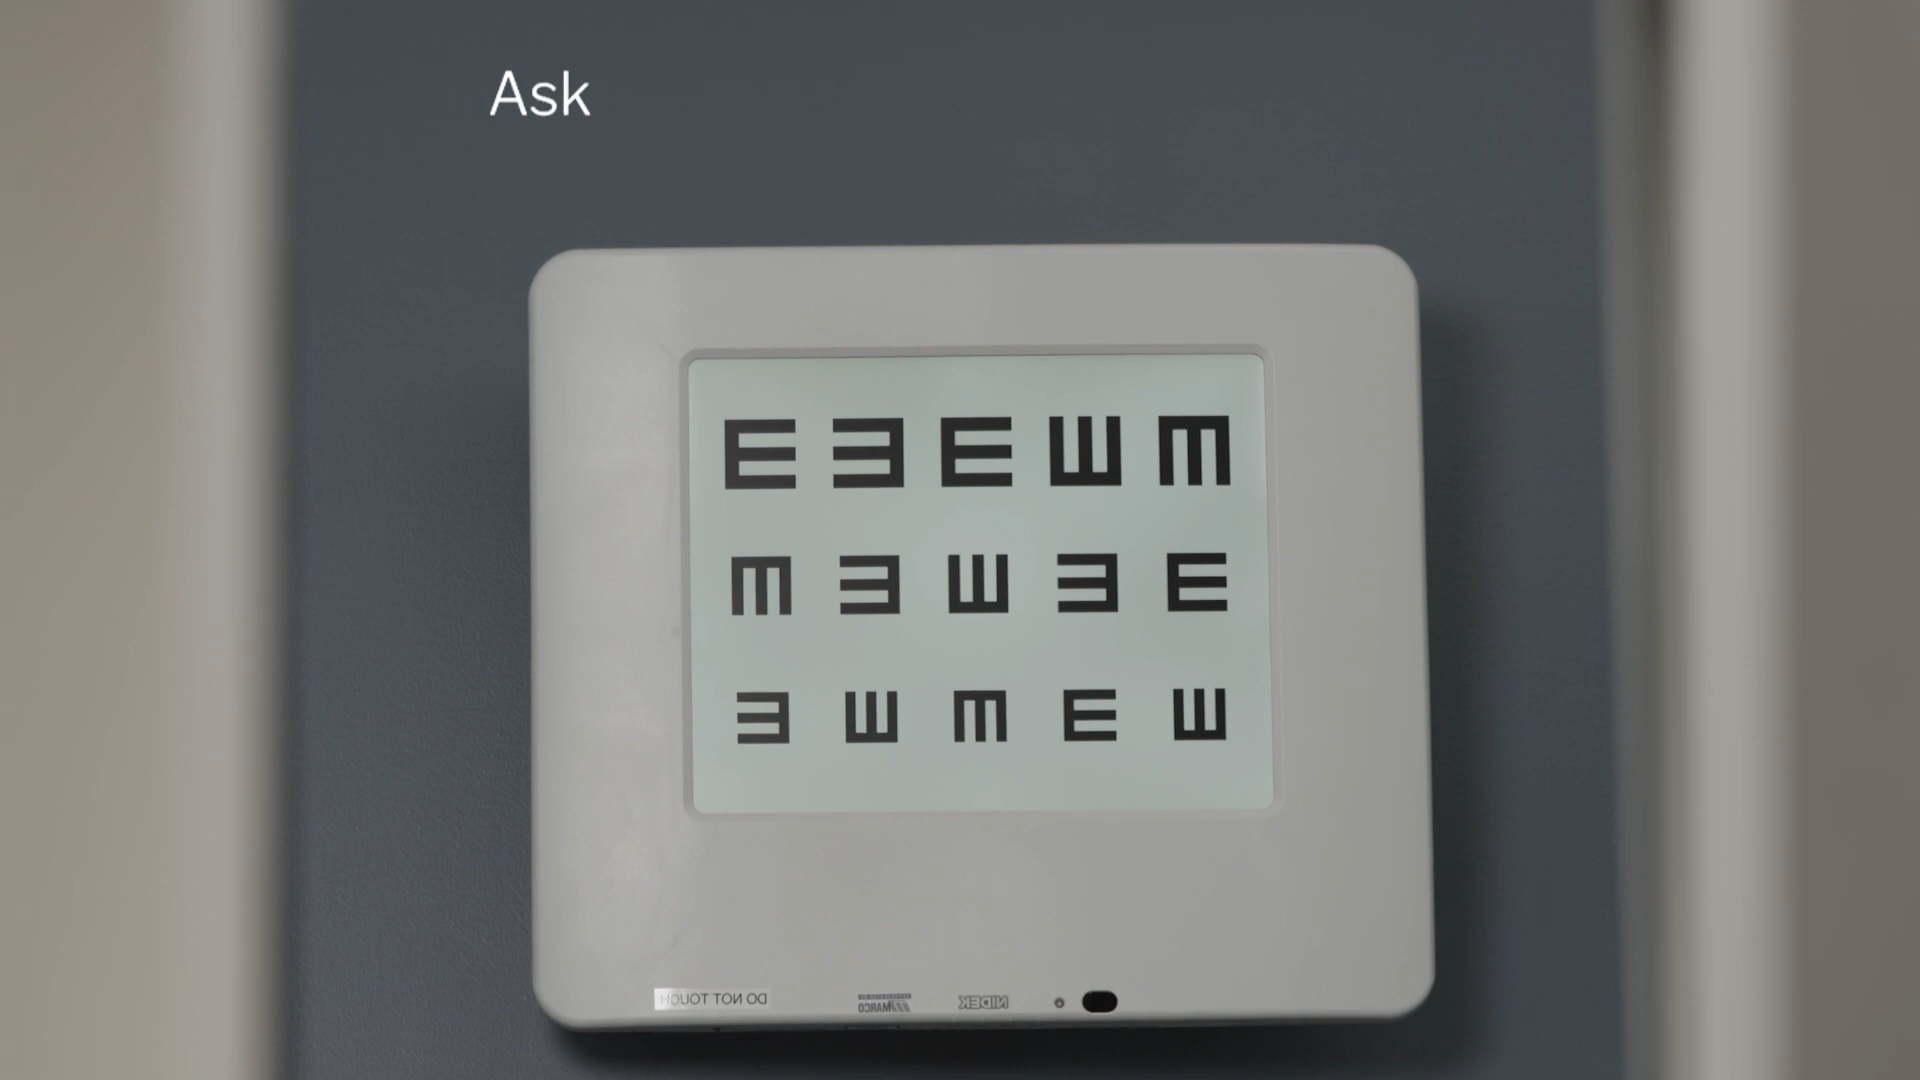 Ask
E Ǝ E Ш M
M Ǝ Ш Ǝ E
Ǝ Ш M E Ш
DO NOT TOUCH
MARCO
NIDEK